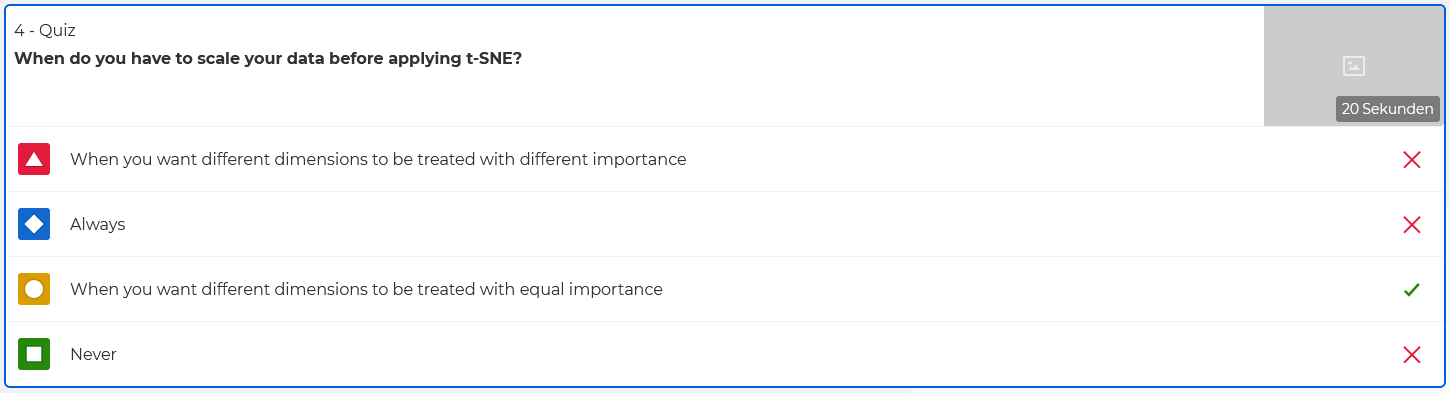 4 - Quiz
When do you have to scale your data before applying t-SNE?
20 Sekunden
When you want different dimensions to be treated with different importance
Always
When you want different dimensions to be treated with equal importance
Never